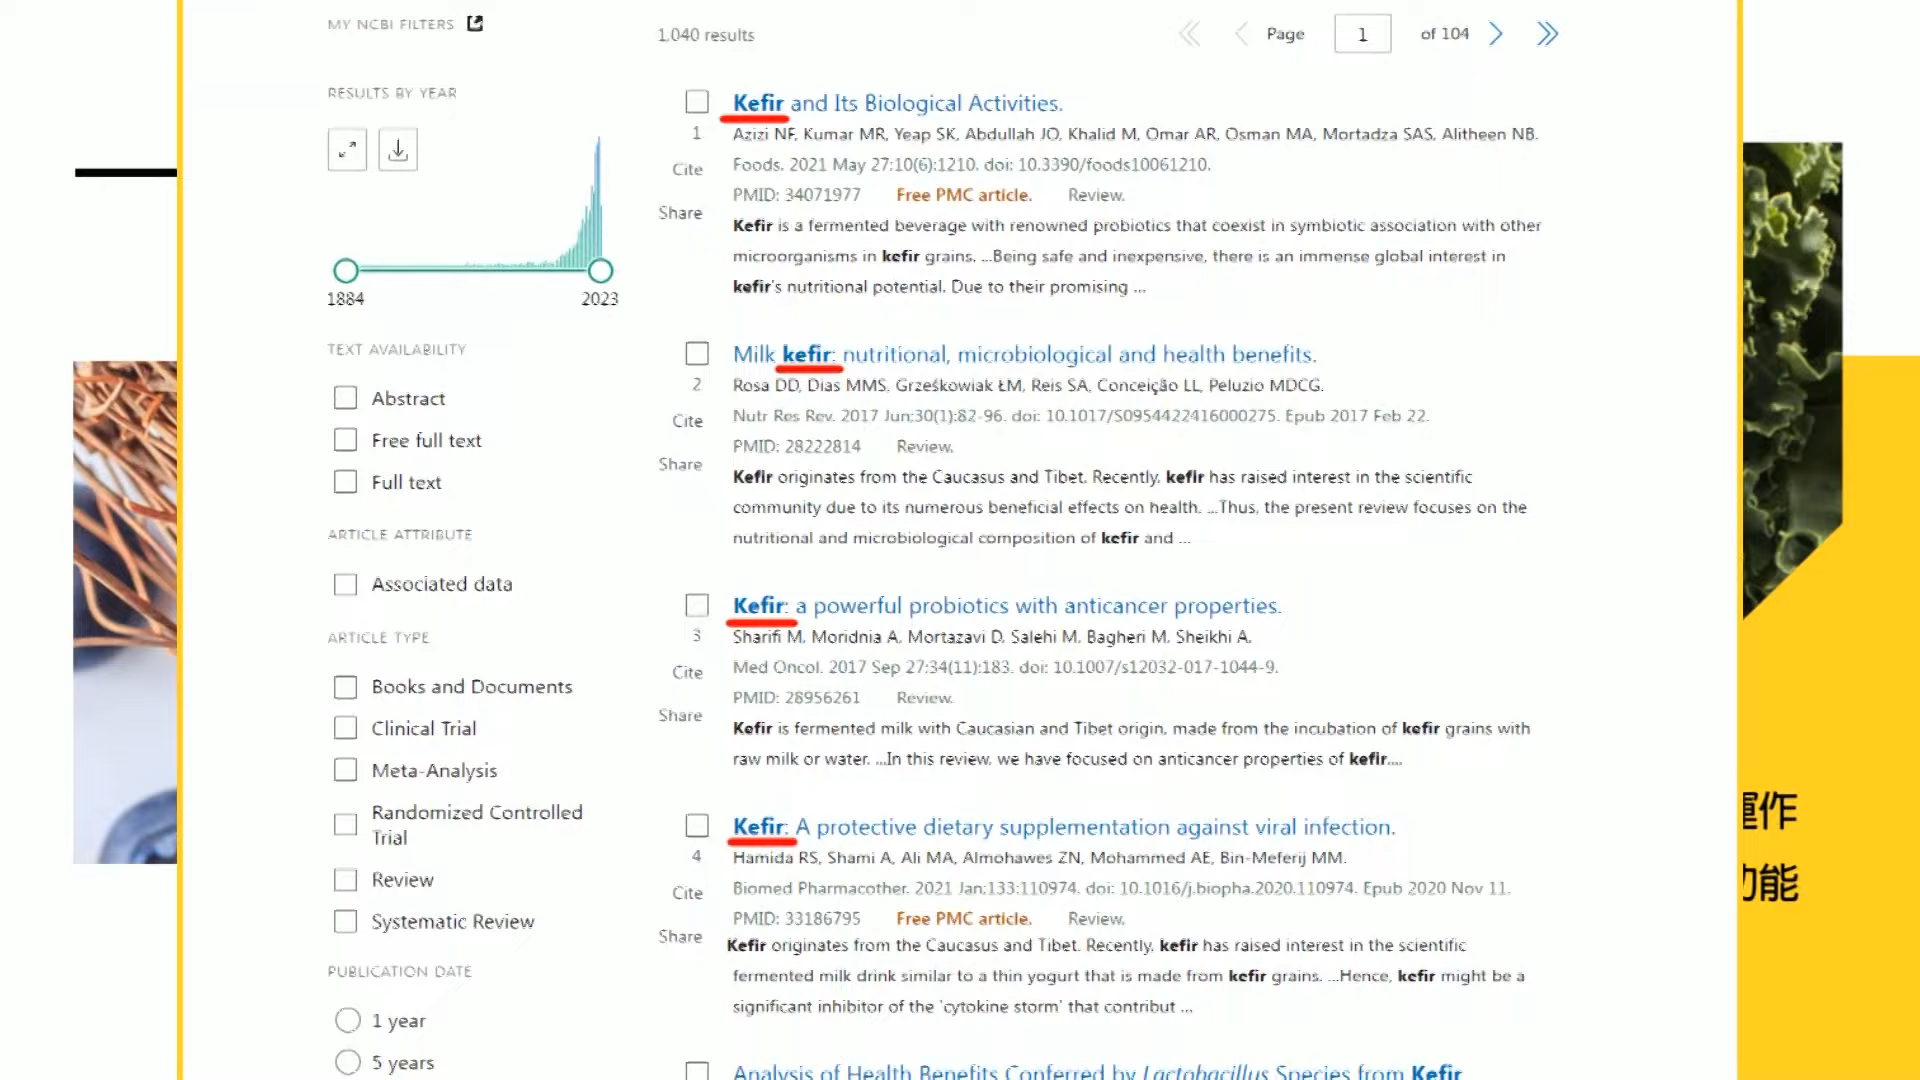 MY NCBI FILTERS
1,040 results
Page 1 of 104
RESULTS BY YEAR
1884 2023
TEXT AVAILABILITY
Abstract
Free full text
Full text
ARTICLE ATTRIBUTE
Associated data
ARTICLE TYPE
Books and Documents
Clinical Trial
Meta-Analysis
Randomized Controlled
Trial
Review
Systematic Review
PUBLICATION DATE
1 year
5 years
Kefir and Its Biological Activities.
1
Cite
Share
Azizi NF, Kumar MR, Yeap SK, Abdullah JO, Khalid M, Omar AR, Osman MA, Mortadza SAS, Alitheen NB.
Foods. 2021 May 27;10(6):1210. doi: 10.3390/foods10061210.
PMID: 34071977 Free PMC article. Review.
Kefir is a fermented beverage with renowned probiotics that coexist in symbiotic association with other
microorganisms in kefir grains. ...Being safe and inexpensive, there is an immense global interest in
kefir's nutritional potential. Due to their promising ...
Milk kefir: nutritional, microbiological and health benefits.
2
Cite
Share
Rosa DD, Dias MMS, Grześkowiak ŁM, Reis SA, Conceição LL, Peluzio MDCG.
Nutr Res Rev. 2017 Jun;30(1):82-96. doi: 10.1017/S0954422416000275. Epub 2017 Feb 22.
PMID: 28222814 Review.
Kefir originates from the Caucasus and Tibet. Recently, kefir has raised interest in the scientific
community due to its numerous beneficial effects on health. ...Thus, the present review focuses on the
nutritional and microbiological composition of kefir and ...
Kefir: a powerful probiotics with anticancer properties.
3
Cite
Share
Sharifi M, Moridnia A, Mortazavi D, Salehi M, Bagheri M, Sheikhi A.
Med Oncol. 2017 Sep 27;34(11):183. doi: 10.1007/s12032-017-1044-9.
PMID: 28956261 Review.
Kefir is fermented milk with Caucasian and Tibet origin, made from the incubation of kefir grains with
raw milk or water. ...In this review, we have focused on anticancer properties of kefir....
Kefir: A protective dietary supplementation against viral infection.
4
Cite
Share
Hamida RS, Shami A, Ali MA, Almohawes ZN, Mohammed AE, Bin-Meferij MM.
Biomed Pharmacother. 2021 Jan;133:110974. doi: 10.1016/j.biopha.2020.110974. Epub 2020 Nov 11.
PMID: 33186795 Free PMC article. Review.
Kefir originates from the Caucasus and Tibet. Recently, kefir has raised interest in the scientific
fermented milk drink similar to a thin yogurt that is made from kefir grains. ...Hence, kefir might be a
significant inhibitor of the 'cytokine storm' that contribut ...
Analysis of Health Benefits Conferred by Lactobacillus Species from Kefir
運作
功能